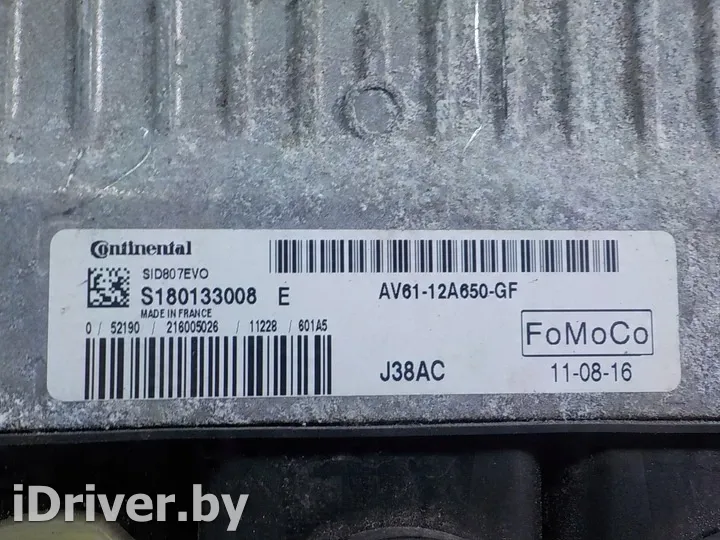 Continental
SID807EVO
S180133008 E
MADE IN FRANCE
0 / 52190 / 216005026 / 11228 / 601A5
AV61-12A650-GF
FoMoCo
J38AC
11-08-16
iDriver.by